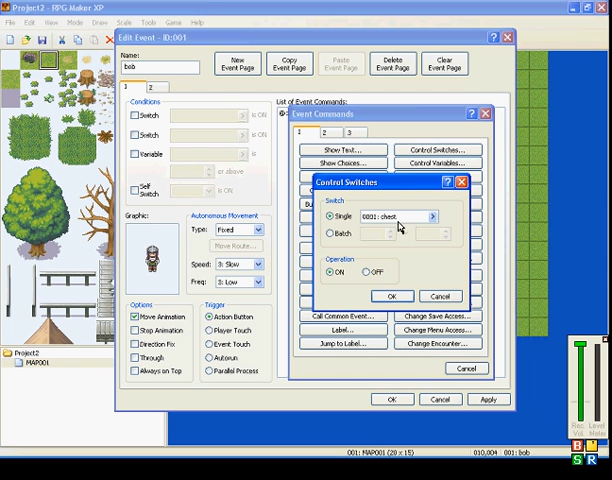 Project2 - RPG Maker XP
File Edit View Mode Draw Scale Tools Game Help
Edit Event - ID:001
Name:
bob
New
Event Page
Copy
Event Page
Paste
Event Page
Delete
Event Page
Clear
Event Page
1 2
Conditions
Switch is ON
Switch is ON
Variable is
or above
Self
Switch is ON
Graphic:
Autonomous Movement
Type: Fixed
Move Route...
Speed: 3: Slow
Freq: 3: Low
Options
Move Animation
Stop Animation
Direction Fix
Through
Always on Top
Trigger
Action Button
Player Touch
Event Touch
Autorun
Parallel Process
List of Event Commands:
Event Commands
1 2 3
Show Text... Control Switches...
Show Choices... Control Variables...
Control Switches
Switch
Single 0001: chest
Batch
Operation
ON OFF
OK Cancel
Call Common Event... Change Save Access...
Label... Change Menu Access...
Jump to Label... Change Encounter...
Cancel
OK Cancel Apply
Project2
MAP001
001: MAP001 (20 x 15) 010,004 001: bob
Rec.
Vol
Level
Meter
B
S R